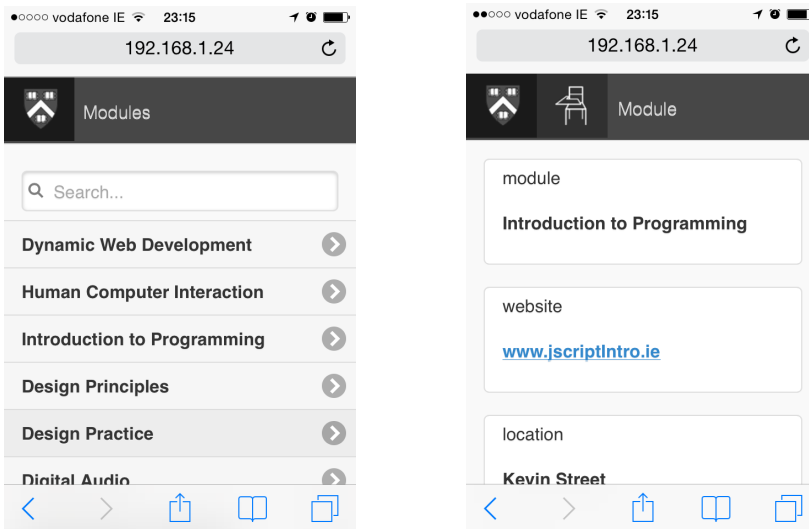 vodafone IE 23:15
192.168.1.24
Modules
Search...
Dynamic Web Development
Human Computer Interaction
Introduction to Programming
Design Principles
Design Practice
Digital Audio
vodafone IE 23:15
192.168.1.24
Module
module
Introduction to Programming
website
www.jscriptIntro.ie
location
Kevin Street